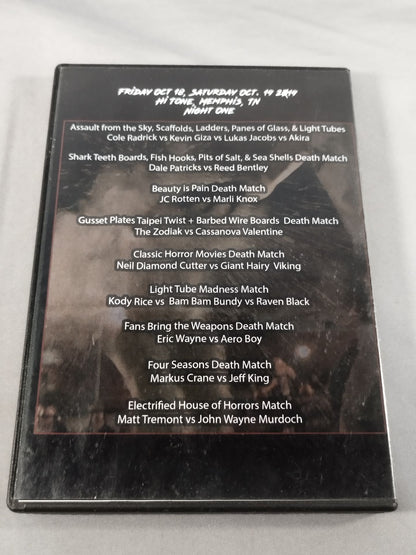 FRIDAY OCT 18, SATURDAY OCT. 19 2019
HI TONE, MEMPHIS, TN
NIGHT ONE
Assault from the Sky, Scaffolds, Ladders, Panes of Glass, & Light Tubes
Cole Radrick vs Kevin Giza vs Lukas Jacobs vs Akira
Shark Teeth Boards, Fish Hooks, Pits of Salt, & Sea Shells Death Match
Dale Patricks vs Reed Bentley
Beauty is Pain Death Match
JC Rotten vs Marli Knox
Gusset Plates Taipei Twist + Barbed Wire Boards Death Match
The Zodiak vs Cassanova Valentine
Classic Horror Movies Death Match
Neil Diamond Cutter vs Giant Hairy Viking
Light Tube Madness Match
Kody Rice vs Bam Bam Bundy vs Raven Black
Fans Bring the Weapons Death Match
Eric Wayne vs Aero Boy
Four Seasons Death Match
Markus Crane vs Jeff King
Electrified House of Horrors Match
Matt Tremont vs John Wayne Murdoch